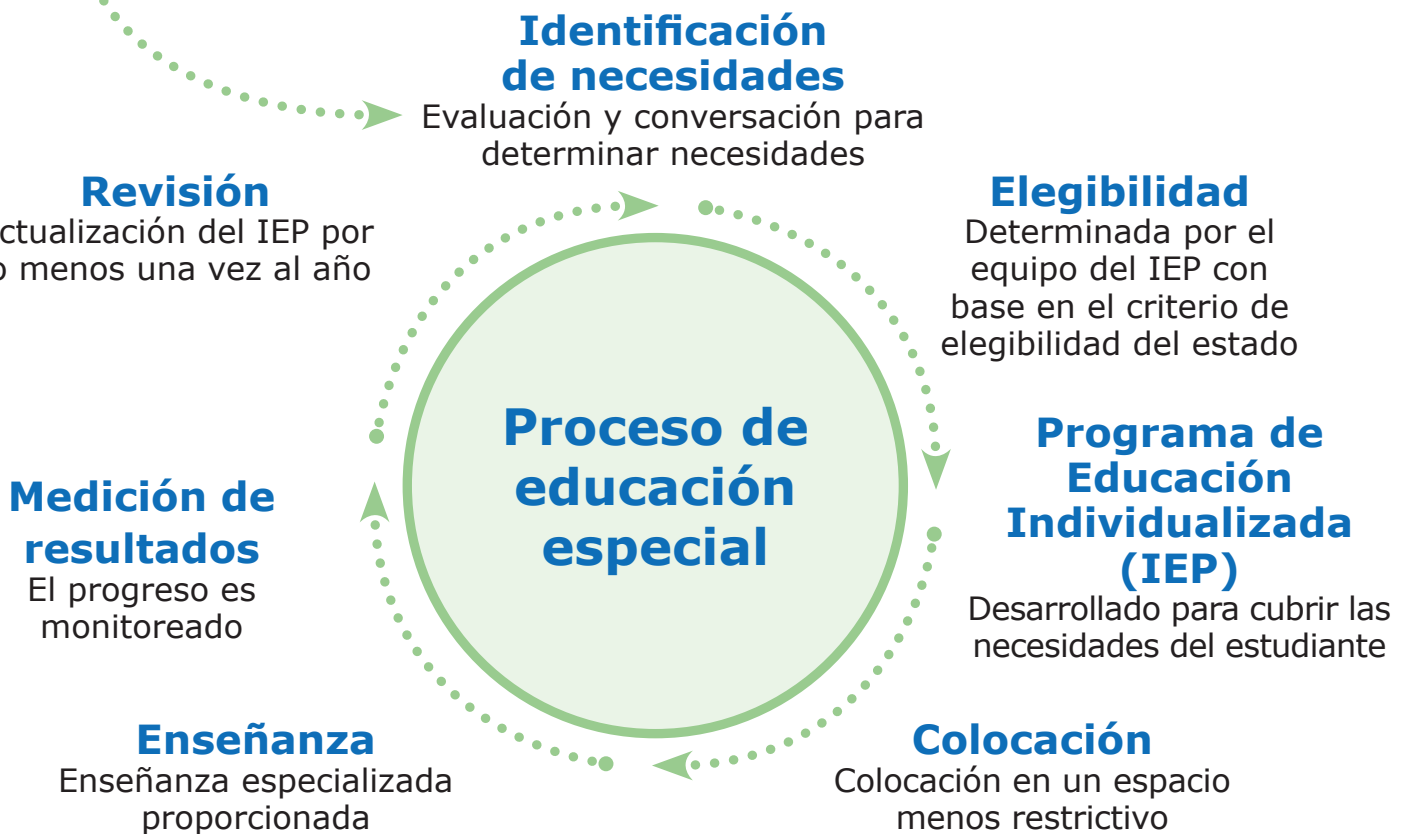 Identificación
de necesidades
Evaluación y conversación para
determinar necesidades
Elegibilidad
Determinada por el
equipo del IEP con
base en el criterio de
elegibilidad del estado
Programa de
Educación
Individualizada
(IEP)
Desarrollado para cubrir las
necesidades del estudiante
Colocación
Colocación en un espacio
menos restrictivo
Enseñanza
Enseñanza especializada
proporcionada
Medición de
resultados
El progreso es
monitoreado
Revisión
ctualización del IEP por
o menos una vez al año
Proceso de
educación
especial